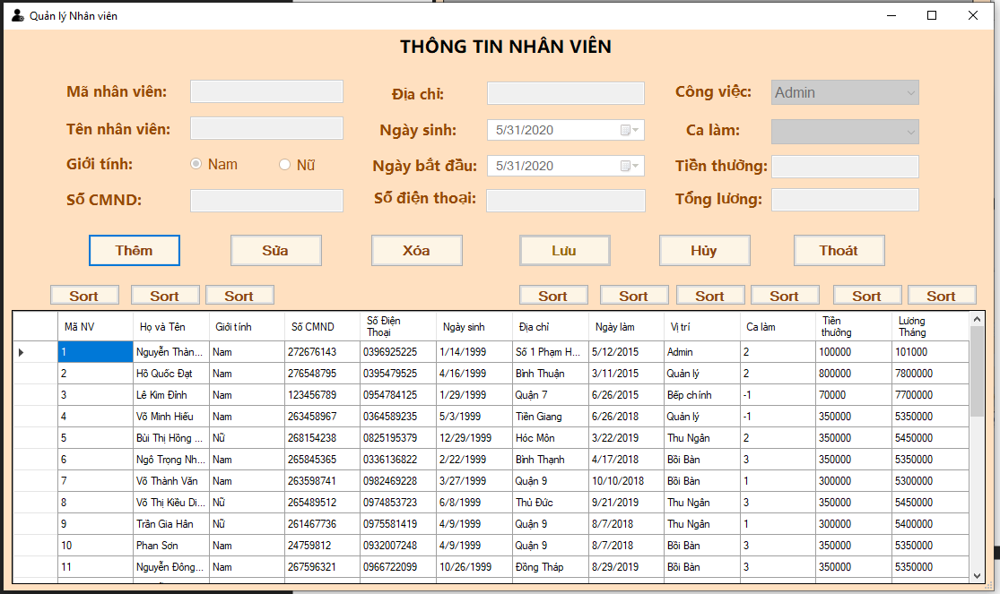 Quản lý Nhân viên
THÔNG TIN NHÂN VIÊN
Mã nhân viên: Địa chỉ: Công việc: Admin
Tên nhân viên: Ngày sinh: 5/31/2020 Ca làm:
Giới tính: Nam Nữ Ngày bắt đầu: 5/31/2020 Tiền thưởng:
Số CMND: Số điện thoại: Tổng lương:
Thêm Sửa Xóa Lưu Hủy Thoát
Sort Sort Sort Sort Sort Sort Sort Sort Sort
Mã NV Họ và Tên Giới tính Số CMND Số Điện Thoại Ngày sinh Địa chỉ Ngày làm Vị trí Ca làm Tiền thưởng Lương Tháng
1 Nguyễn Thàn... Nam 272676143 0396925225 1/14/1999 Số 1 Phạm H... 5/12/2015 Admin 2 100000 101000
2 Hồ Quốc Đạt Nam 276548795 0395479525 4/16/1999 Bình Thuận 3/11/2015 Quản lý 2 800000 7800000
3 Lê Kim Đỉnh Nam 123456789 0954784125 1/29/1999 Quận 7 6/26/2015 Bếp chính -1 70000 7700000
4 Võ Minh Hiếu Nam 263458967 0364589235 5/3/1999 Tiền Giang 6/26/2018 Quản lý -1 350000 5350000
5 Bùi Thị Hồng ... Nữ 268154238 0825195379 12/29/1999 Hóc Môn 3/22/2019 Thu Ngân 2 350000 5450000
6 Ngô Trọng Nh... Nam 265845365 0336136822 2/22/1999 Bình Thạnh 4/17/2018 Bồi Bàn 3 350000 5350000
7 Võ Thành Văn Nam 263598741 0982469228 3/27/1999 Quận 9 10/10/2018 Bồi Bàn 1 300000 5300000
8 Võ Thị Kiều Di... Nữ 265489512 0974853723 6/8/1999 Thủ Đức 9/21/2019 Thu Ngân 3 350000 5450000
9 Trần Gia Hân Nữ 261467736 0975581419 4/9/1999 Quận 9 8/7/2018 Thu Ngân 1 300000 5400000
10 Phan Sơn Nam 24759812 0932007248 4/9/1999 Quận 9 8/7/2018 Bồi Bàn 3 350000 5350000
11 Nguyễn Đông... Nam 267596321 0966722099 10/26/1999 Đồng Tháp 8/29/2019 Bồi Bàn 3 350000 5350000